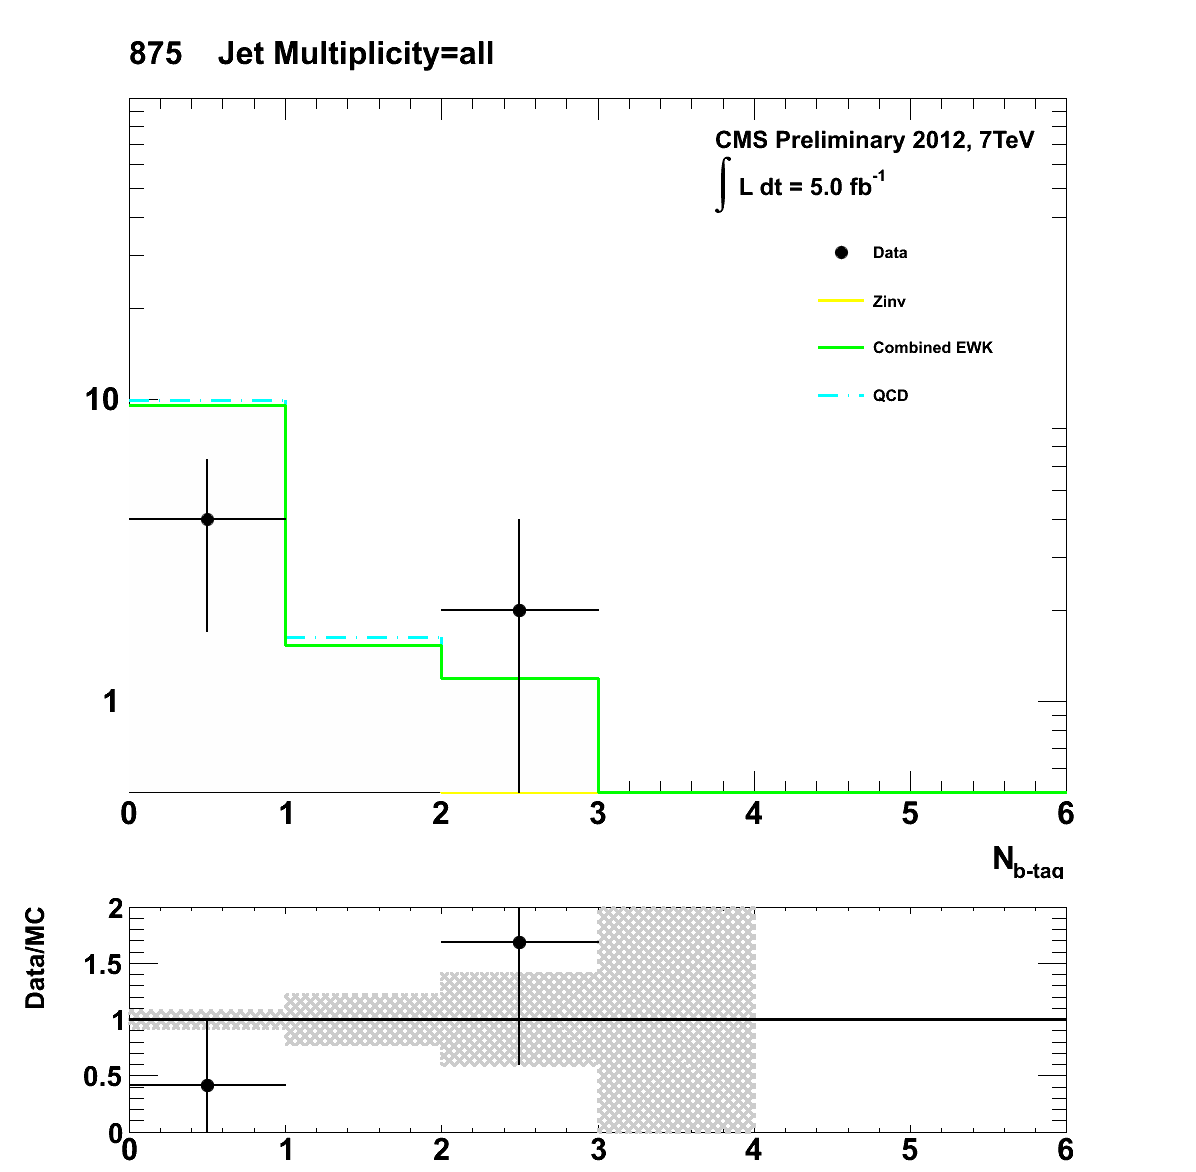 875 Jet Multiplicity=all
CMS Preliminary 2012, 7TeV
∫ L dt = 5.0 fb⁻¹
Data
Zinv
Combined EWK
QCD
10
1
0 1 2 3 4 5 6
N_b-tag
Data/MC
2
1.5
1
0.5
0
0 1 2 3 4 5 6